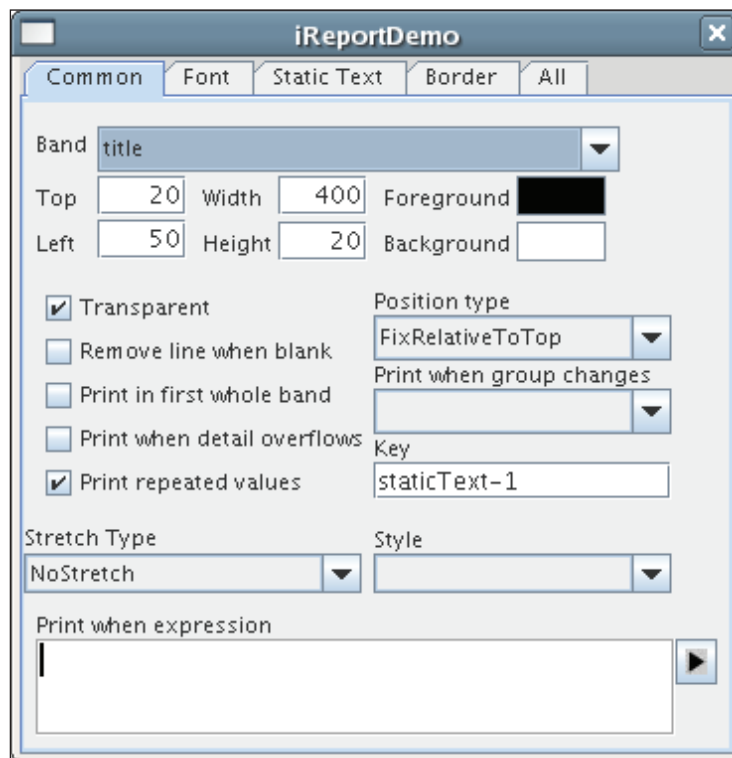 iReportDemo
Common Font Static Text Border All
Band title
Top 20 Width 400 Foreground
Left 50 Height 20 Background
Transparent
Remove line when blank
Print in first whole band
Print when detail overflows
Print repeated values
Position type
FixRelativeToTop
Print when group changes
Key
staticText-1
Stretch Type
NoStretch
Style
Print when expression